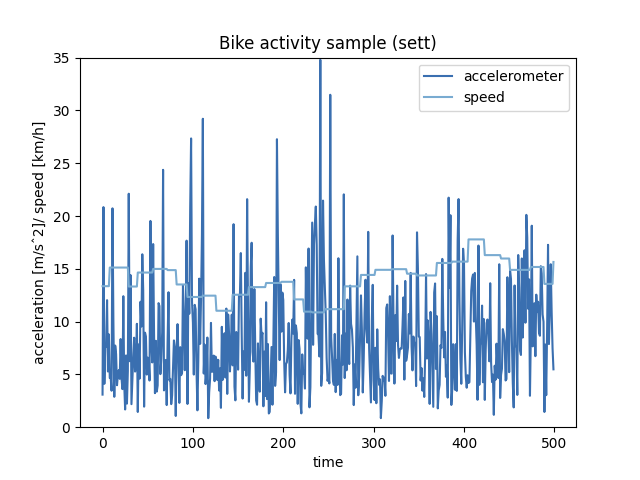 Bike activity sample (sett)
accelerometer
speed
acceleration [m/s^2]/ speed [km/h]
35
30
25
20
15
10
5
0
0 100 200 300 400 500
time